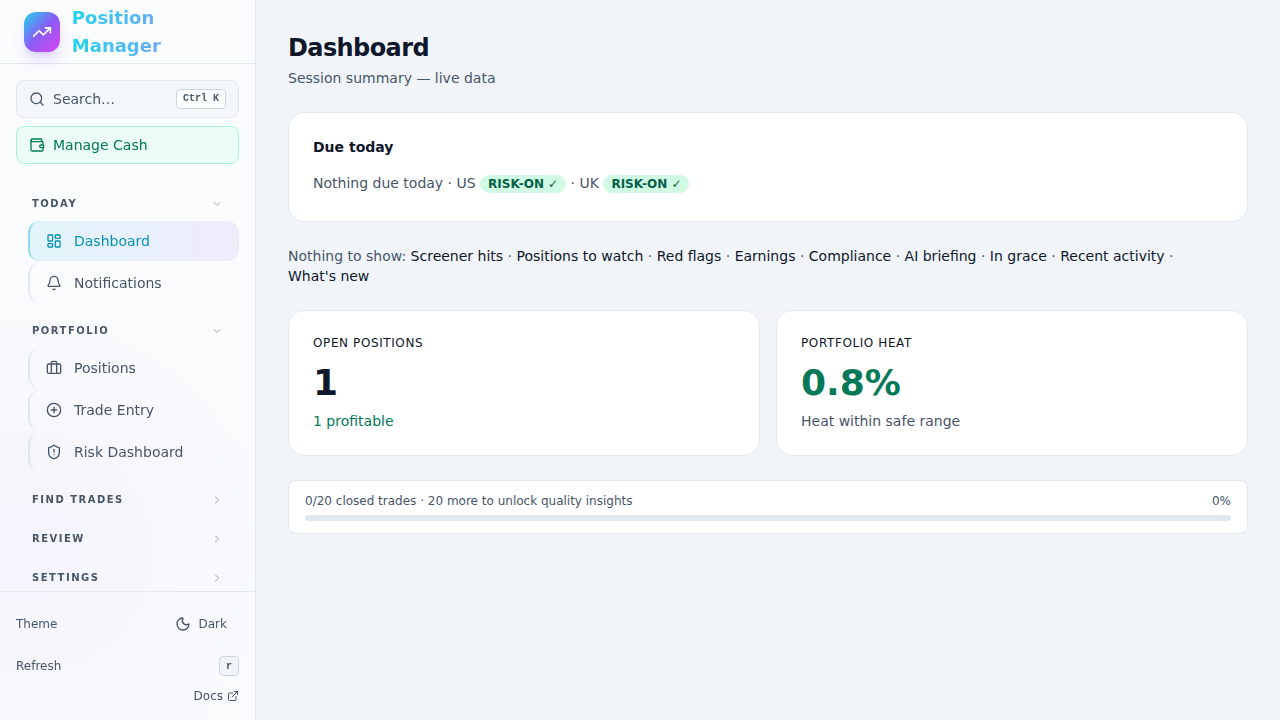 Position
Manager
Search...
Ctrl K
Manage Cash
TODAY
Dashboard
Notifications
PORTFOLIO
Positions
Trade Entry
Risk Dashboard
FIND TRADES
REVIEW
SETTINGS
Theme
Dark
Refresh
r
Docs
Dashboard
Session summary — live data
Due today
Nothing due today · US RISK-ON ✓ · UK RISK-ON ✓
Nothing to show: Screener hits · Positions to watch · Red flags · Earnings · Compliance · AI briefing · In grace · Recent activity ·
What's new
OPEN POSITIONS
1
1 profitable
PORTFOLIO HEAT
0.8%
Heat within safe range
0/20 closed trades · 20 more to unlock quality insights
0%